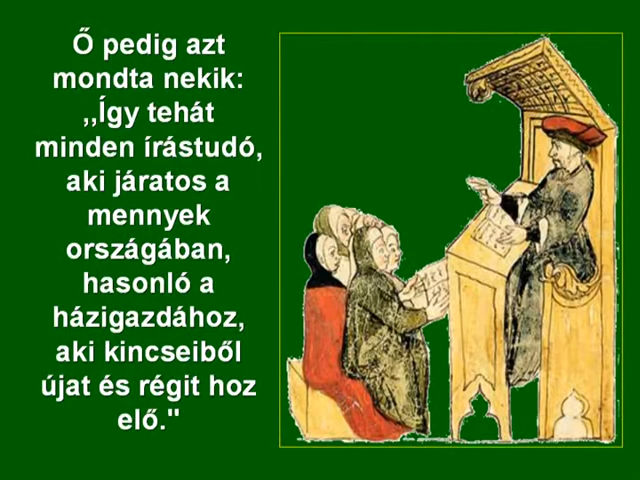 Ő pedig azt
mondta nekik:
,,Így tehát
minden írástudó,
aki járatos a
mennyek
országában,
hasonló a
házigazdához,
aki kincseiből
újat és régit hoz
elő."